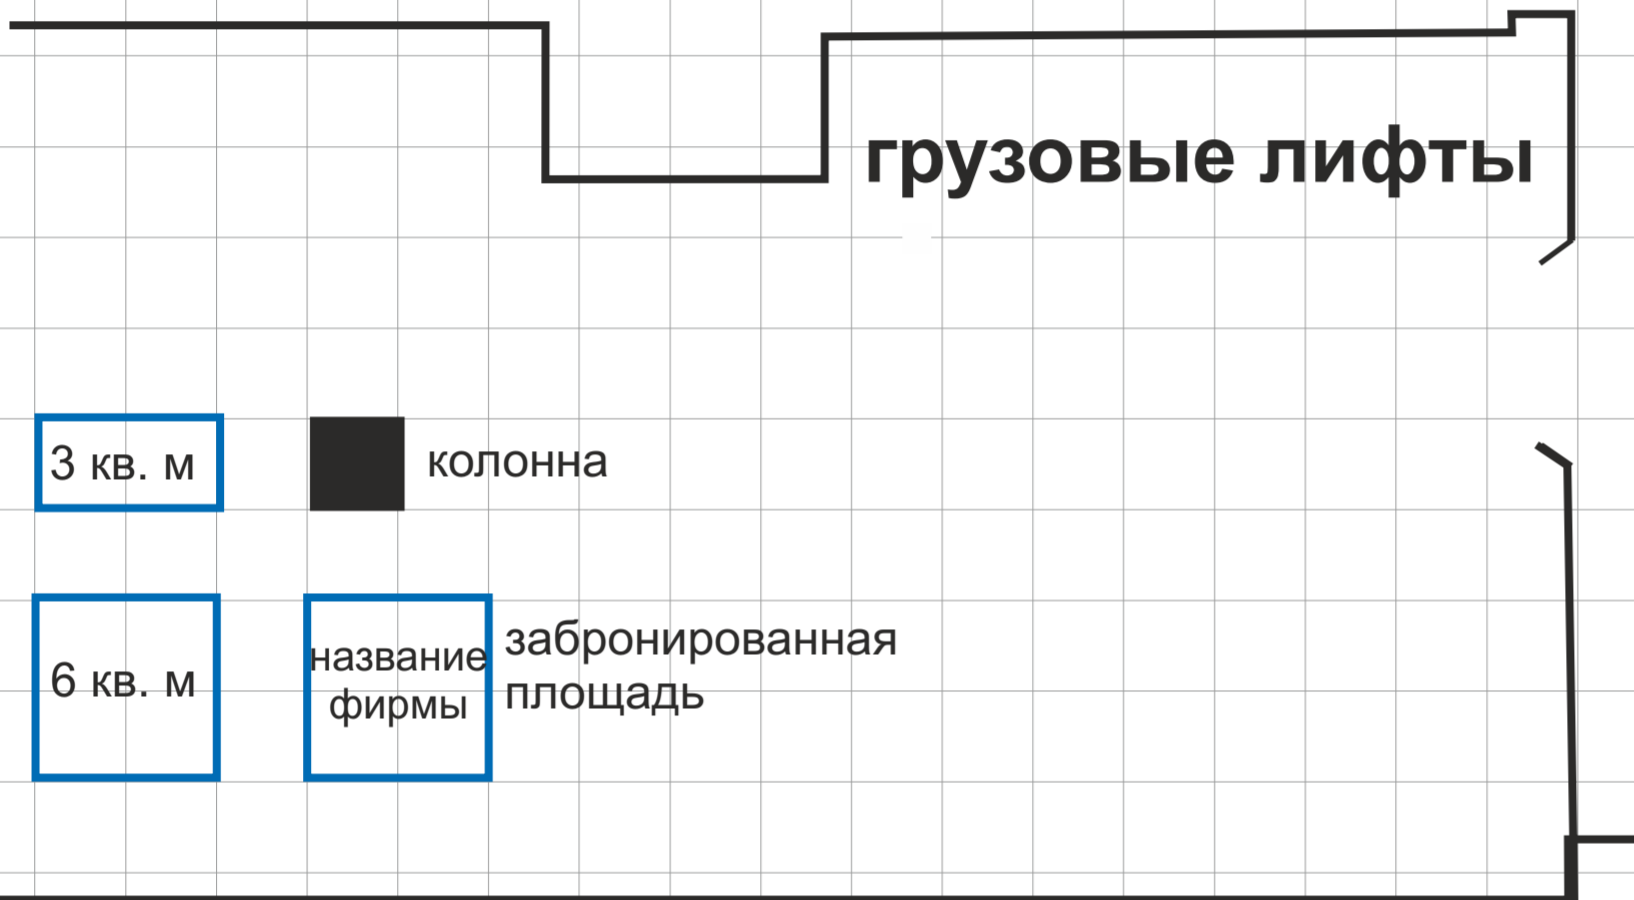 грузовые лифты
3 кв. м
колонна
6 кв. м
название
фирмы
забронированная
площадь